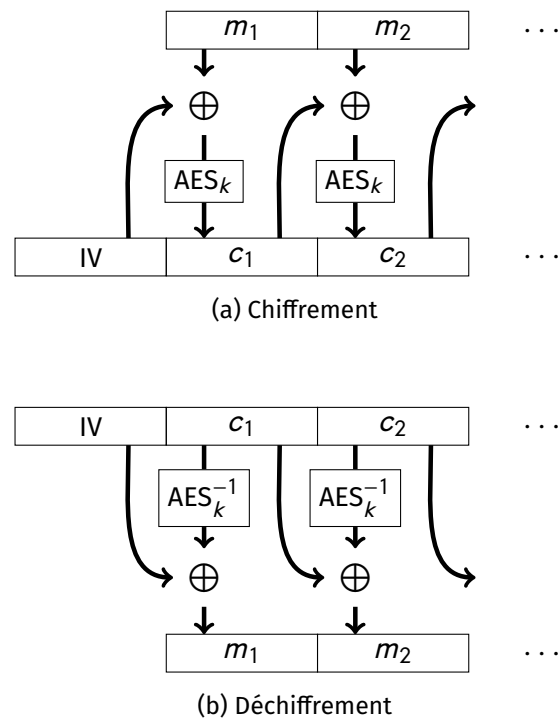 m₁ m₂ ...
⊕ ⊕
AESₖ AESₖ
IV c₁ c₂ ...
(a) Chiffrement
IV c₁ c₂ ...
AESₖ⁻¹ AESₖ⁻¹
⊕ ⊕
m₁ m₂ ...
(b) Déchiffrement